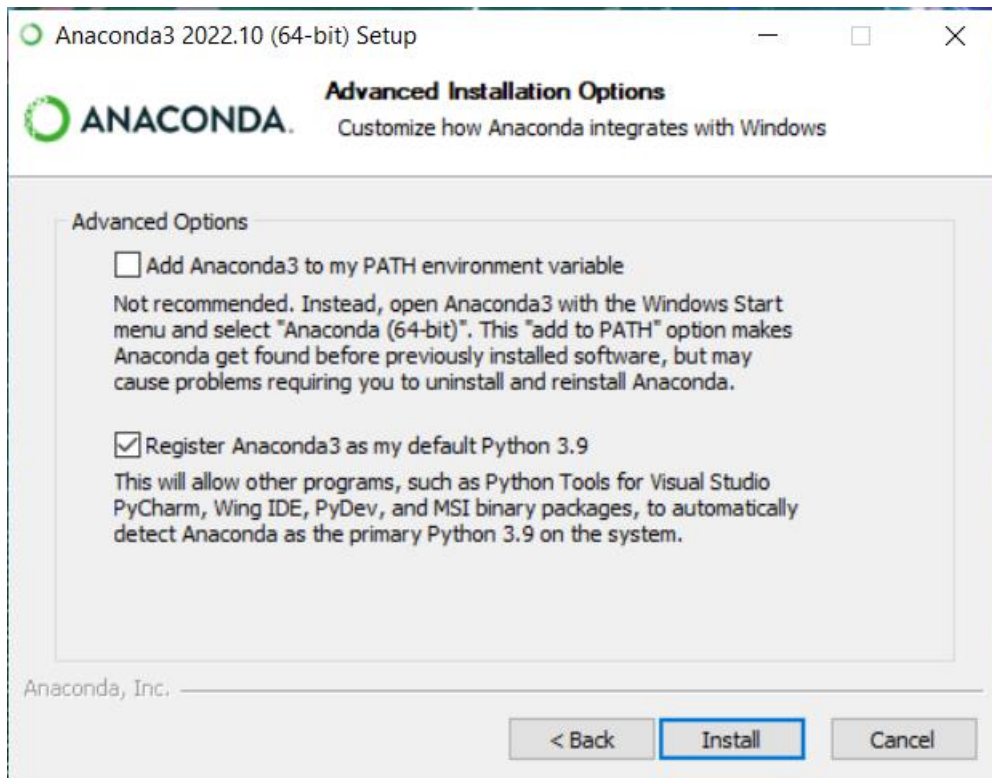 Anaconda3 2022.10 (64-bit) Setup
ANACONDA.
Advanced Installation Options
Customize how Anaconda integrates with Windows
Advanced Options
Add Anaconda3 to my PATH environment variable
Not recommended. Instead, open Anaconda3 with the Windows Start
menu and select "Anaconda (64-bit)". This "add to PATH" option makes
Anaconda get found before previously installed software, but may
cause problems requiring you to uninstall and reinstall Anaconda.
Register Anaconda3 as my default Python 3.9
This will allow other programs, such as Python Tools for Visual Studio
PyCharm, Wing IDE, PyDev, and MSI binary packages, to automatically
detect Anaconda as the primary Python 3.9 on the system.
Anaconda, Inc.
< Back
Install
Cancel